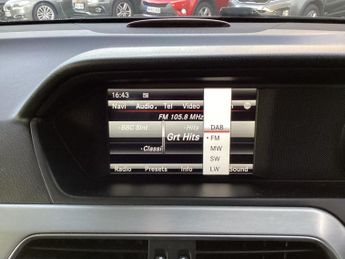 16:43
Navi Audio Tel Video
FM 105.8 MHz
DAB
BBC
Hits
•FM
Grt Hits
MW
Classi
SW
Radio Presets Info Sound
LW